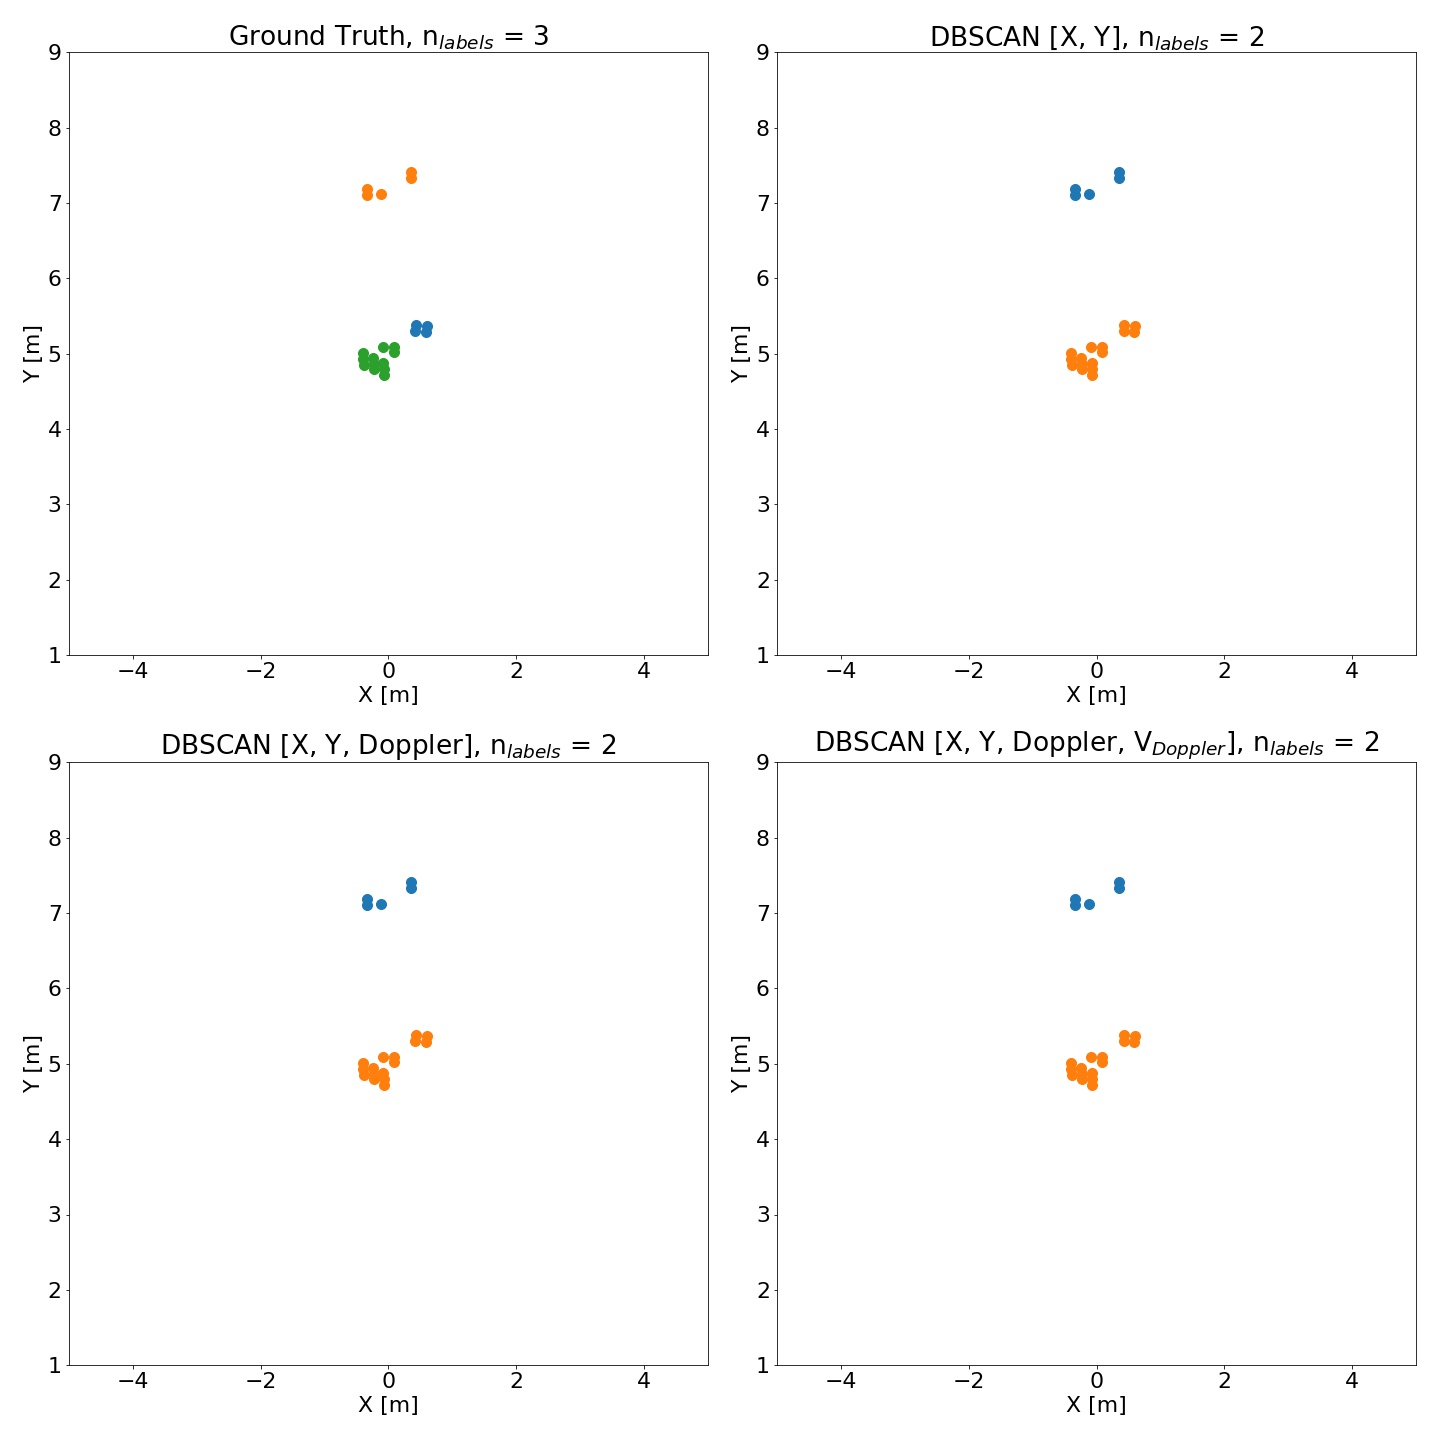 Ground Truth, n_labels = 3
9
8
7
6
5
4
3
2
1
Y [m]
−4 −2 0 2 4
X [m]
DBSCAN [X, Y], n_labels = 2
9
8
7
6
5
4
3
2
1
Y [m]
−4 −2 0 2 4
X [m]
DBSCAN [X, Y, Doppler], n_labels = 2
9
8
7
6
5
4
3
2
1
Y [m]
−4 −2 0 2 4
X [m]
DBSCAN [X, Y, Doppler, V_Doppler], n_labels = 2
9
8
7
6
5
4
3
2
1
Y [m]
−4 −2 0 2 4
X [m]